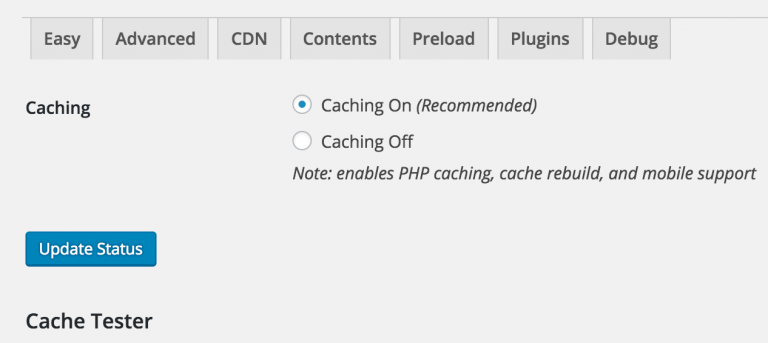 Easy Advanced CDN Contents Preload Plugins Debug
Caching Caching On (Recommended)
Caching Off
Note: enables PHP caching, cache rebuild, and mobile support
Update Status
Cache Tester